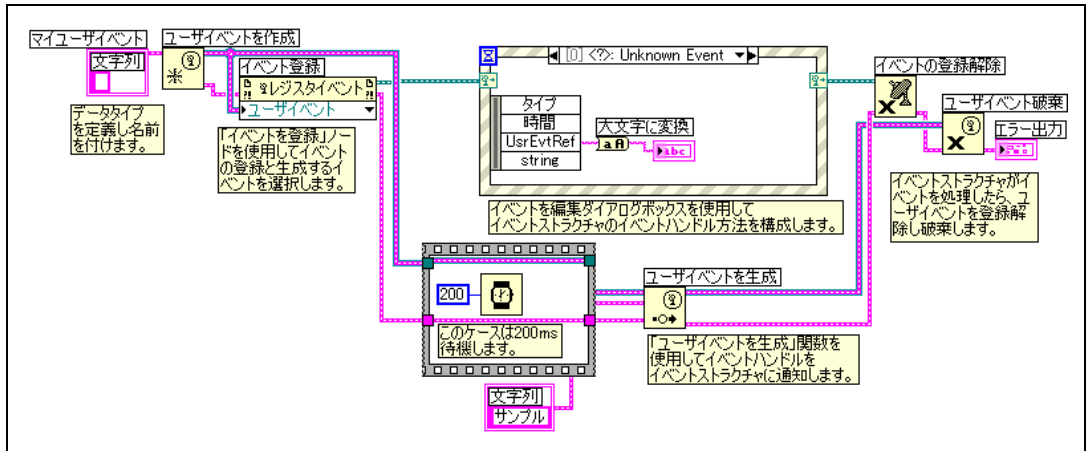 マイユーザイベント
文字列
ユーザイベントを作成
イベント登録
レジスタイベント
ユーザイベント
データタイプ
を定義し名前
を付けます。
「イベントを登録」ノー
ドを使用してイベント
の登録と生成するイ
ベントを選択します。
[0] <?>: Unknown Event
タイプ
時間
UsrEvtRef
string
大文字に変換
aA
abc
イベントを編集ダイアログボックスを使用して
イベントストラクチャのイベントハンドル方法を構成します。
イベントの登録解除
ユーザイベント破棄
エラー出力
イベントストラクチャがイ
ベントを処理したら、ユ
ーザイベントを登録解
除し破棄します。
200
このケースは200ms
待機します。
ユーザイベントを生成
「ユーザイベントを生成」関数を
使用してイベントハンドルを
イベントストラクチャに通知します。
文字列
サンプル